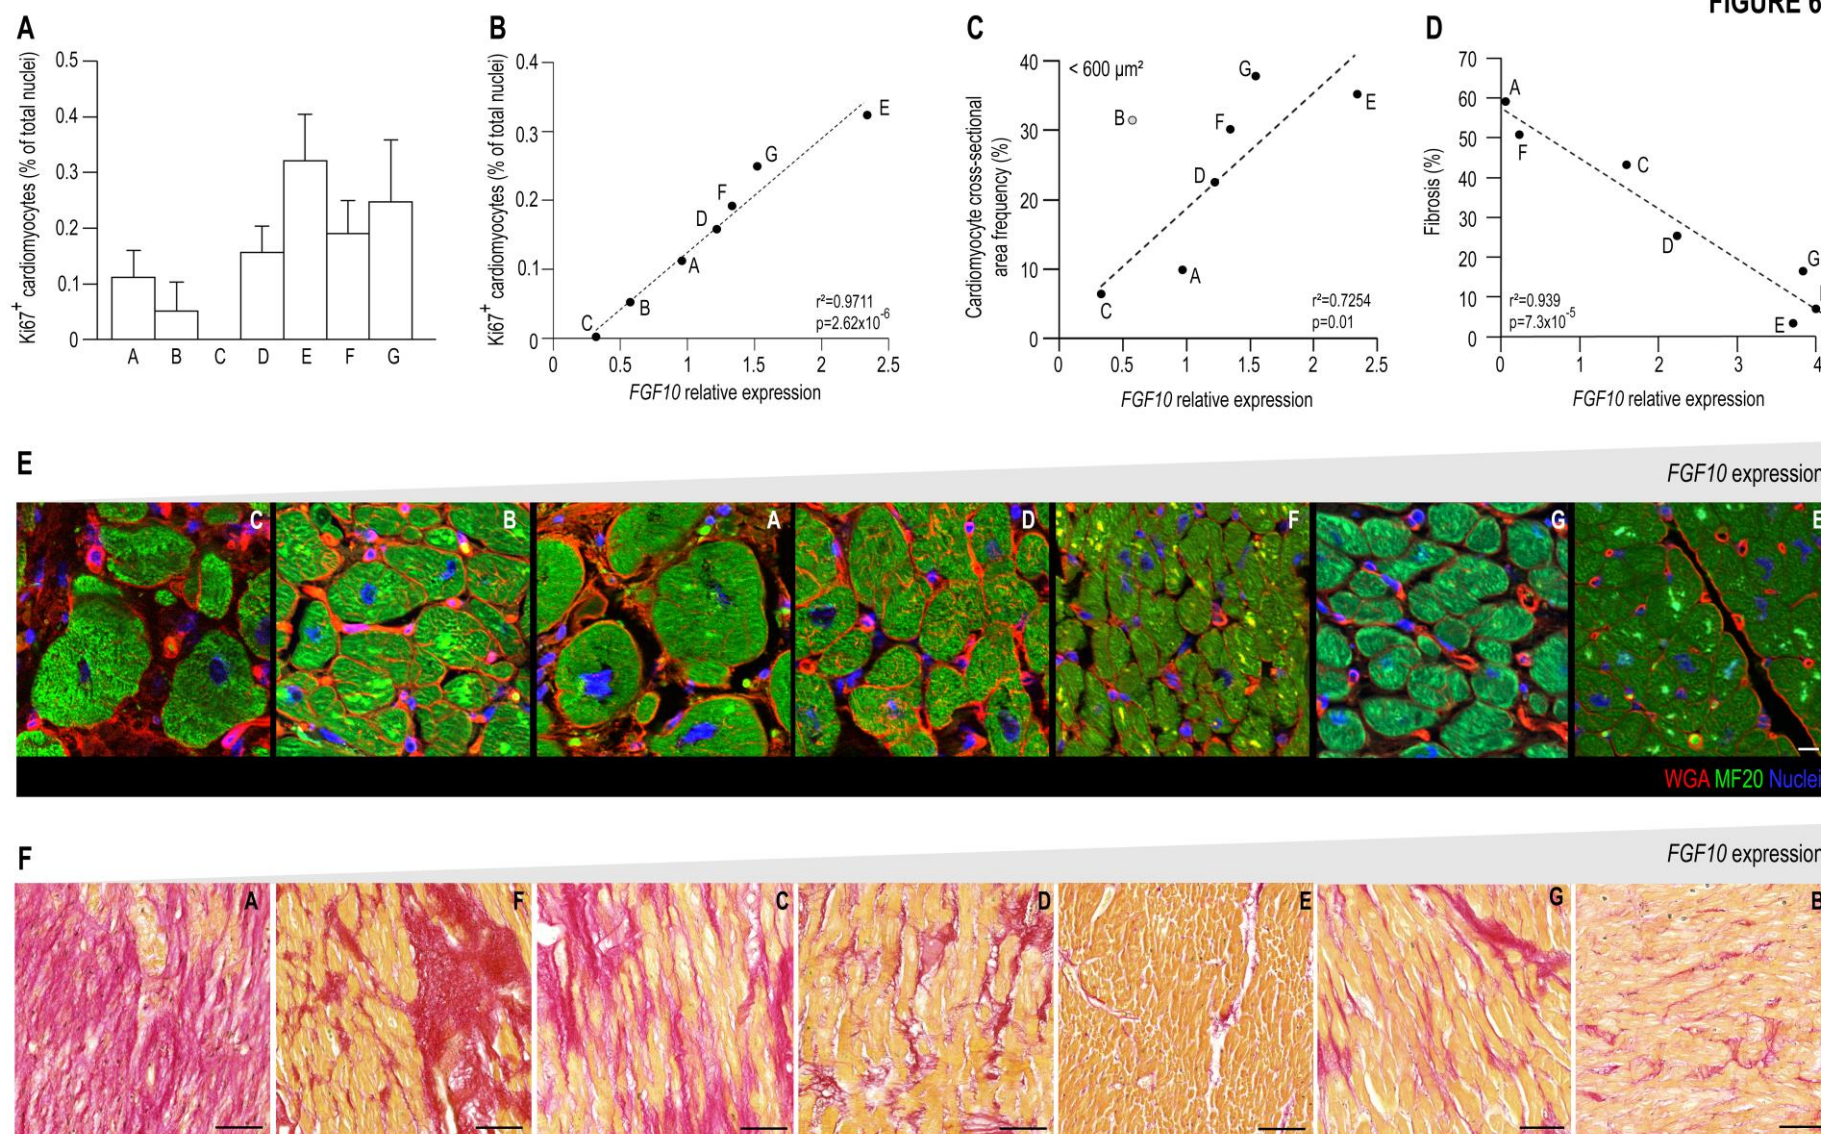 FIGURE 6
A
Ki67+ cardiomyocytes (% of total nuclei)
0.5
0.4
0.3
0.2
0.1
0
A B C D E F G
B
Ki67+ cardiomyocytes (% of total nuclei)
0.4
0.3
0.2
0.1
0
C
B
A
D
F
G
E
r²=0.9711
p=2.62x10-6
0 0.5 1 1.5 2 2.5
FGF10 relative expression
C
Cardiomyocyte cross-sectional
area frequency (%)
40
30
20
10
0
< 600 µm²
B
G
F
E
D
A
C
r²=0.7254
p=0.01
0 0.5 1 1.5 2 2.5
FGF10 relative expression
D
Fibrosis (%)
70
60
50
40
30
20
10
0
A
F
C
D
G
E
r²=0.939
p=7.3x10-5
0 1 2 3 4
FGF10 relative expression
E
FGF10 expression
C B A D F G E
WGA MF20 Nuclei
F
FGF10 expression
A F C D E G B